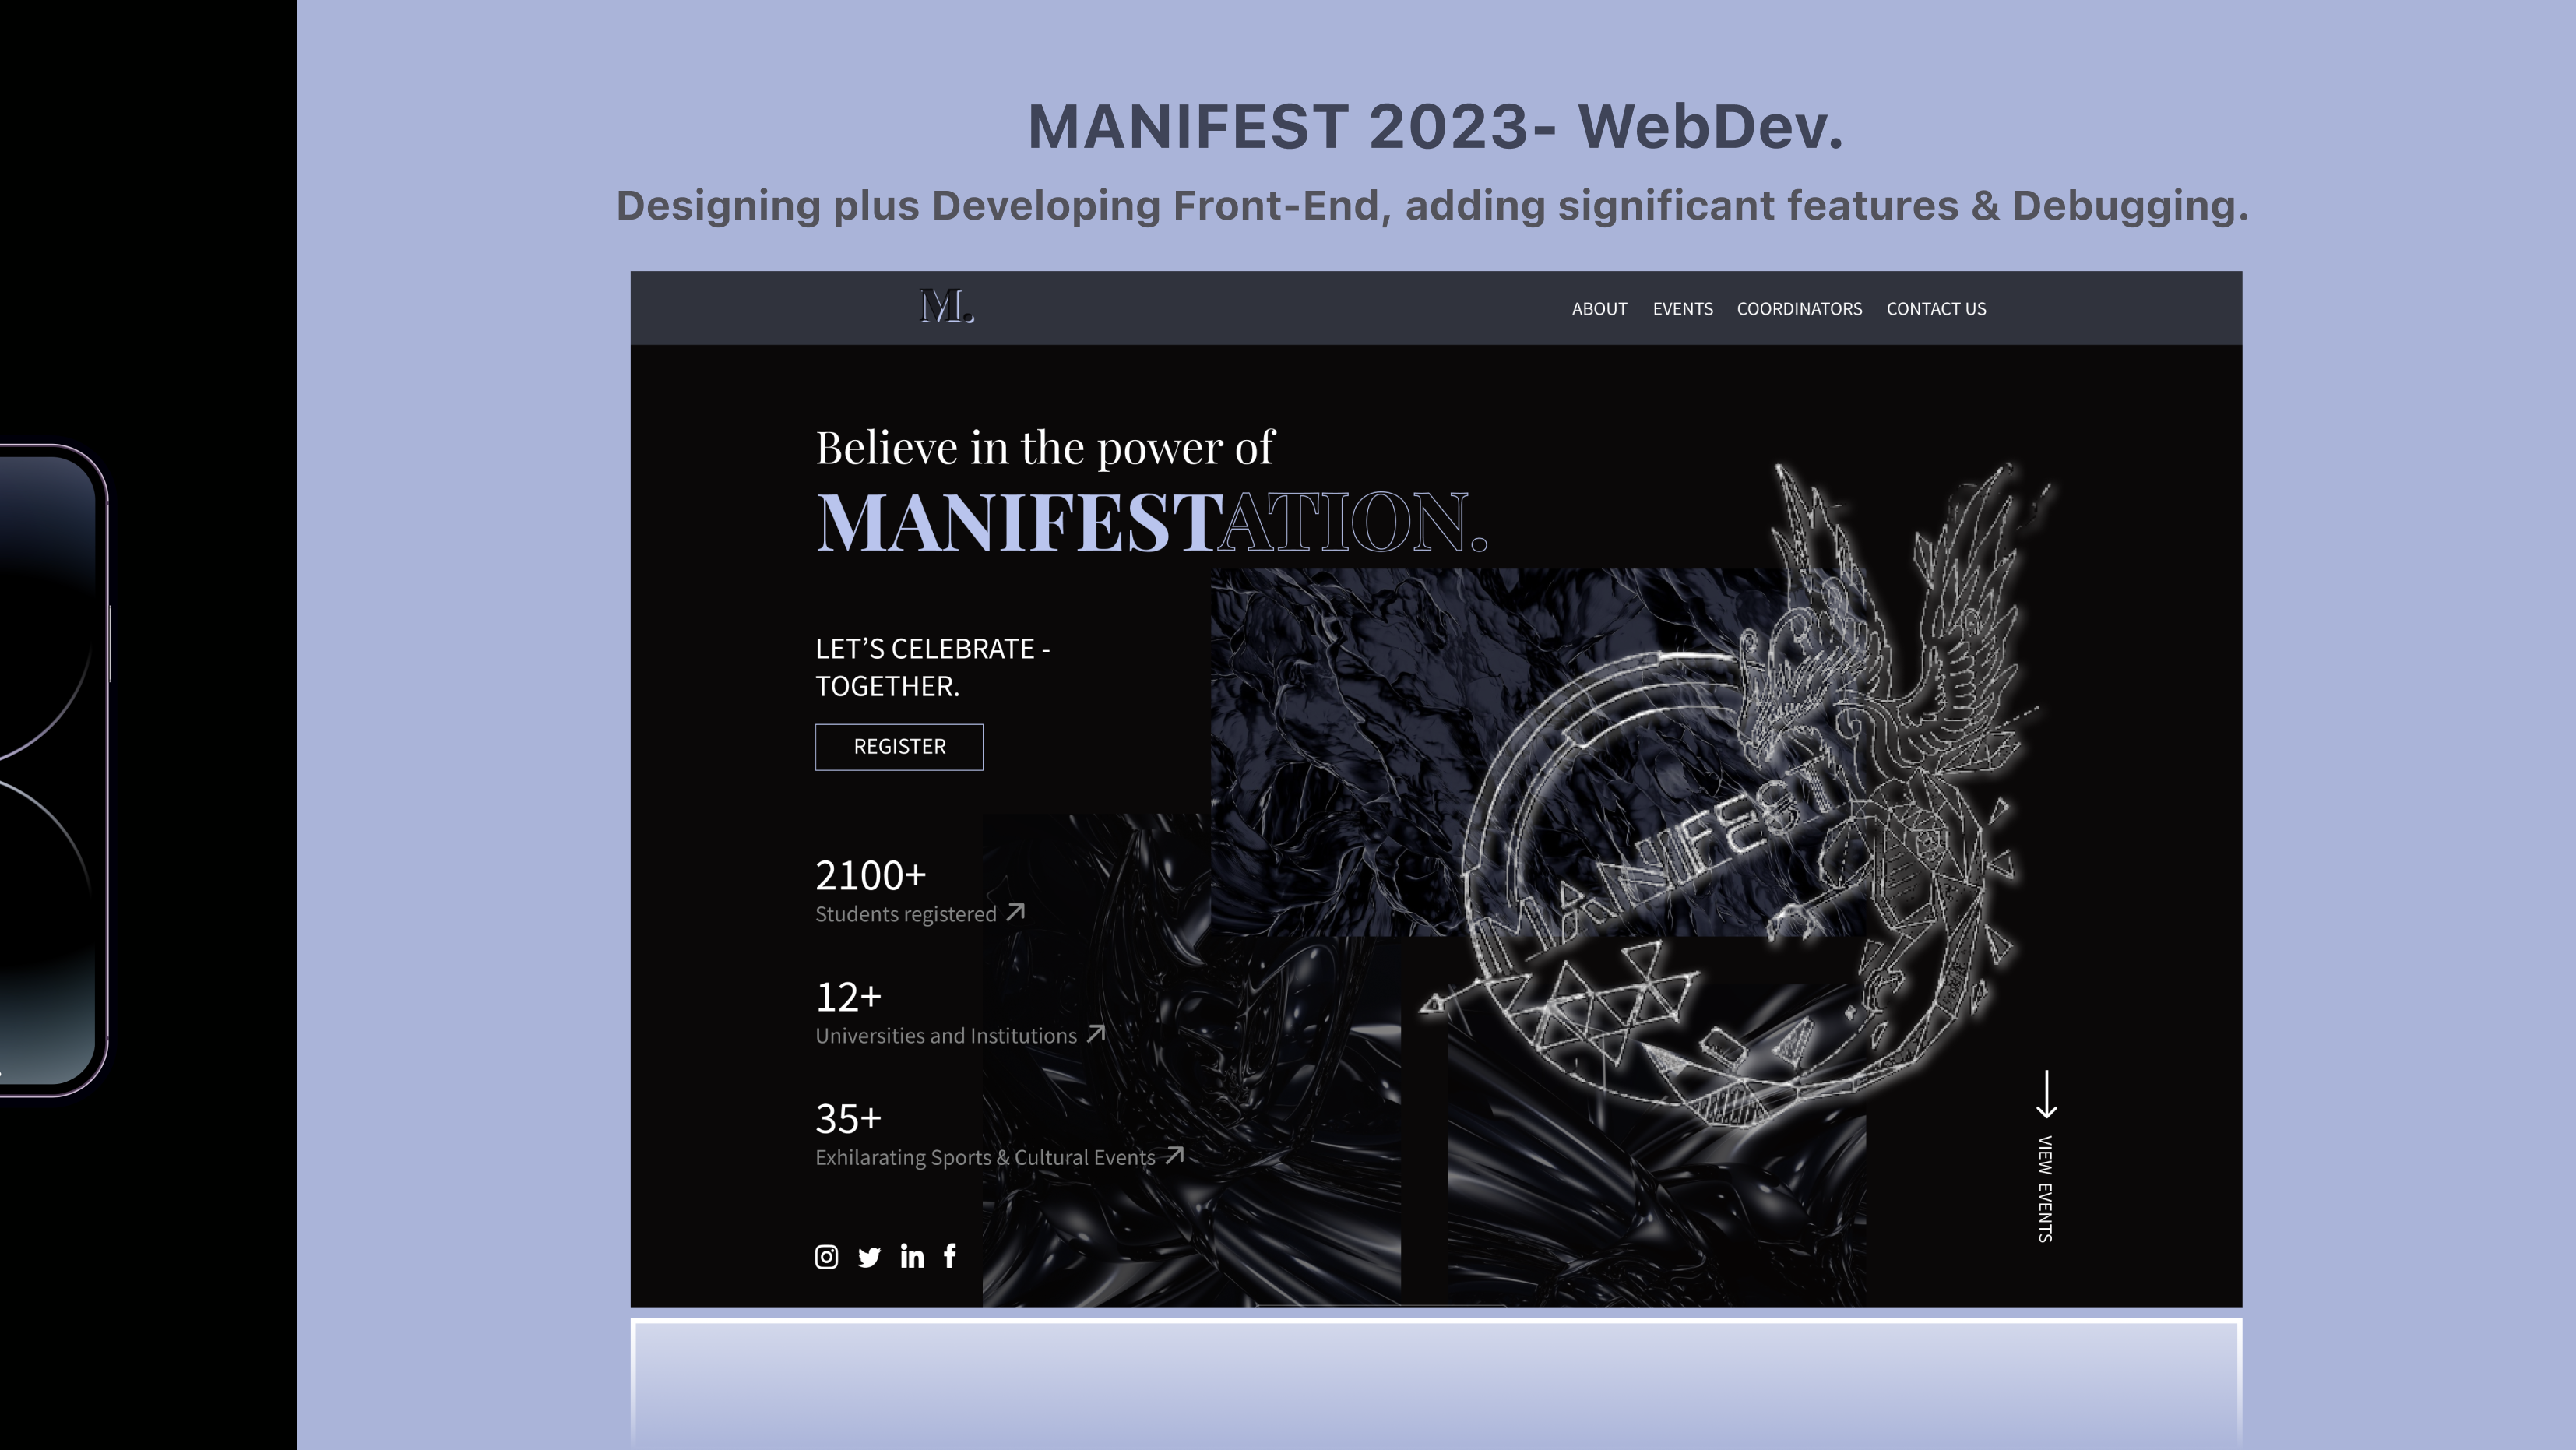 MANIFEST 2023- WebDev.
Designing plus Developing Front-End, adding significant features & Debugging.
M.
ABOUT EVENTS COORDINATORS CONTACT US
Believe in the power of
MANIFESTATION.
LET’S CELEBRATE -
TOGETHER.
REGISTER
MANIFEST
2100+
Students registered
12+
Universities and Institutions
35+
Exhilarating Sports & Cultural Events
VIEW EVENTS